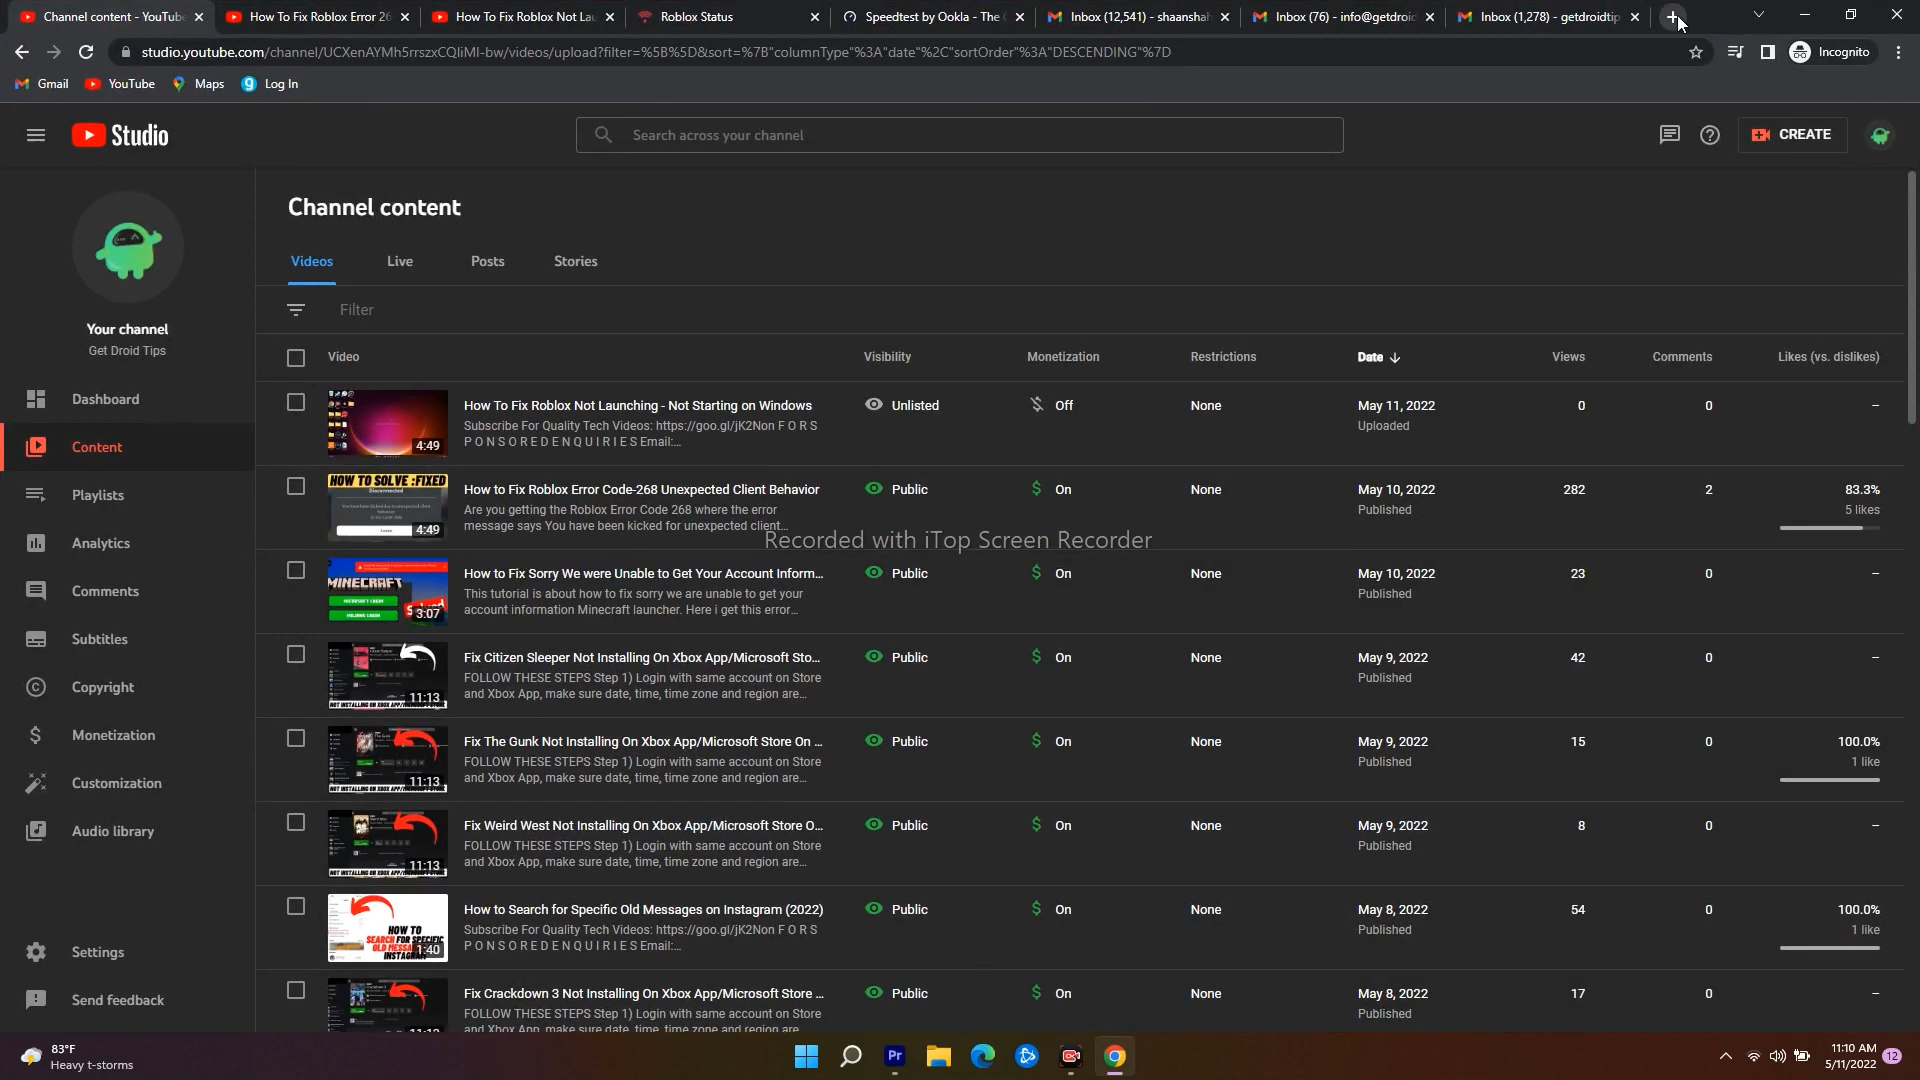 Channel content - YouTube
How To Fix Roblox Error 26
How To Fix Roblox Not La
Roblox Status
Speedtest by Ookla - The
Inbox (12,541) - shaanshah
Inbox (76) - info@getdroid
Inbox (1,278) - getdroidtip
studio.youtube.com/channel/UCXenAYMh5rrszxCQliMI-bw/videos/upload?filter=%5B%5D&sort=%7B"columnType"%3A"date"%2C"sortOrder"%3A"DESCENDING"%7D
Incognito
Gmail YouTube Maps Log In
Studio
Search across your channel
CREATE
Channel content
Videos Live Posts Stories
Filter
Your channel
Get Droid Tips
Dashboard
Content
Playlists
Analytics
Comments
Subtitles
Copyright
Monetization
Customization
Audio library
Settings
Send feedback
Video Visibility Monetization Restrictions Date Views Comments Likes (vs. dislikes)
4:49
How To Fix Roblox Not Launching - Not Starting on Windows
Subscribe For Quality Tech Videos: https://goo.gl/jK2Non F O R S
P O N S O R E D E N Q U I R I E S Email:...
Unlisted Off None May 11, 2022 0 0 –
Uploaded
HOW TO SOLVE :FIXED
Disconnected
4:49
How to Fix Roblox Error Code-268 Unexpected Client Behavior
Are you getting the Roblox Error Code 268 where the error
message says You have been kicked for unexpected client...
Public On None May 10, 2022 282 2 83.3%
Published 5 likes
Recorded with iTop Screen Recorder
MINECRAFT
3:07
How to Fix Sorry We were Unable to Get Your Account Inform...
This tutorial is about how to fix sorry we are unable to get your
account information Minecraft launcher. Here i get this error...
Public On None May 10, 2022 23 0 –
Published
11:13
Fix Citizen Sleeper Not Installing On Xbox App/Microsoft Sto...
FOLLOW THESE STEPS Step 1) Login with same account on Store
and Xbox App, make sure date, time, time zone and region are...
Public On None May 9, 2022 42 0 –
Published
11:13
Fix The Gunk Not Installing On Xbox App/Microsoft Store On ...
FOLLOW THESE STEPS Step 1) Login with same account on Store
and Xbox App, make sure date, time, time zone and region are...
Public On None May 9, 2022 15 0 100.0%
Published 1 like
11:13
Fix Weird West Not Installing On Xbox App/Microsoft Store O...
FOLLOW THESE STEPS Step 1) Login with same account on Store
and Xbox App, make sure date, time, time zone and region are...
Public On None May 9, 2022 8 0 –
Published
HOW TO
SEARCH FOR SPECIFIC
OLD MESSA
INSTAGRAM
1:40
How to Search for Specific Old Messages on Instagram (2022)
Subscribe For Quality Tech Videos: https://goo.gl/jK2Non F O R S
P O N S O R E D E N Q U I R I E S Email:...
Public On None May 8, 2022 54 0 100.0%
Published 1 like
Fix Crackdown 3 Not Installing On Xbox App/Microsoft Store ...
FOLLOW THESE STEPS Step 1) Login with same account on Store
and Xbox App, make sure date, time, time zone and region are...
Public On None May 8, 2022 17 0 –
Published
83°F
Heavy t-storms
Pr
11:10 AM
5/11/2022
12